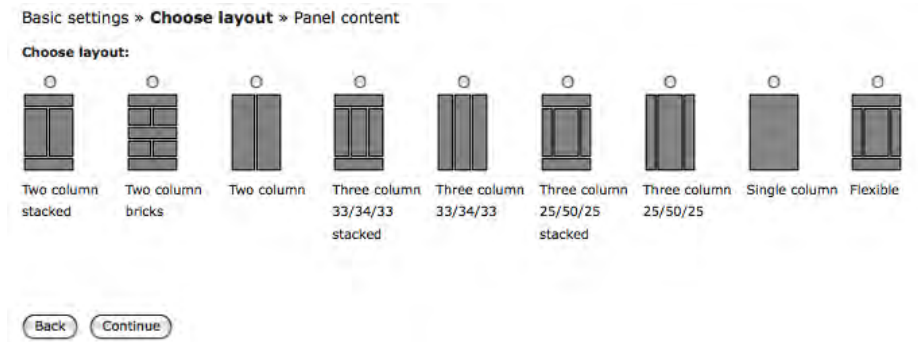 Basic settings » Choose layout » Panel content
Choose layout:
Two column stacked
Two column bricks
Two column
Three column 33/34/33 stacked
Three column 33/34/33
Three column 25/50/25 stacked
Three column 25/50/25
Single column
Flexible
Back
Continue